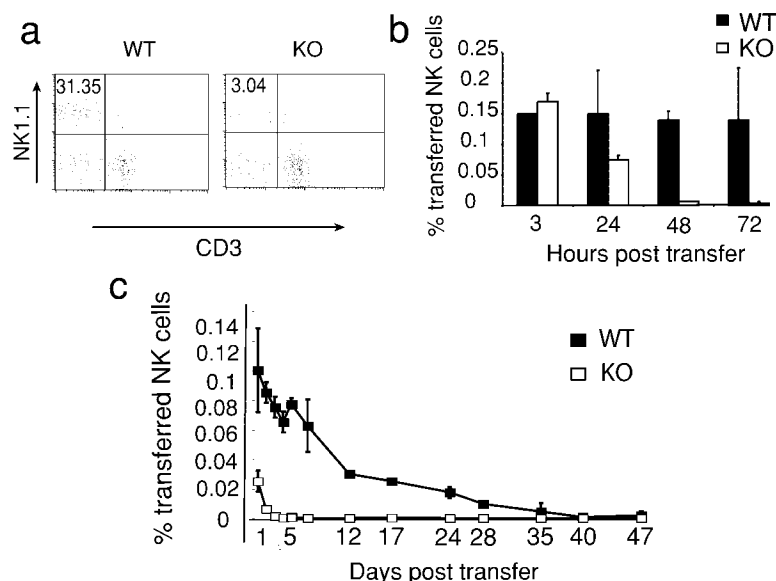 a
WT
KO
31.35
3.04
NK1.1
CD3
b
WT
KO
% transferred NK cells
0.25
0.2
0.15
0.15
0.05
0
3 24 48 72
Hours post transfer
c
WT
KO
% transferred NK cells
0.14
0.12
0.1
0.08
0.06
0.04
0.02
0
1 5 12 17 24 28 35 40 47
Days post transfer